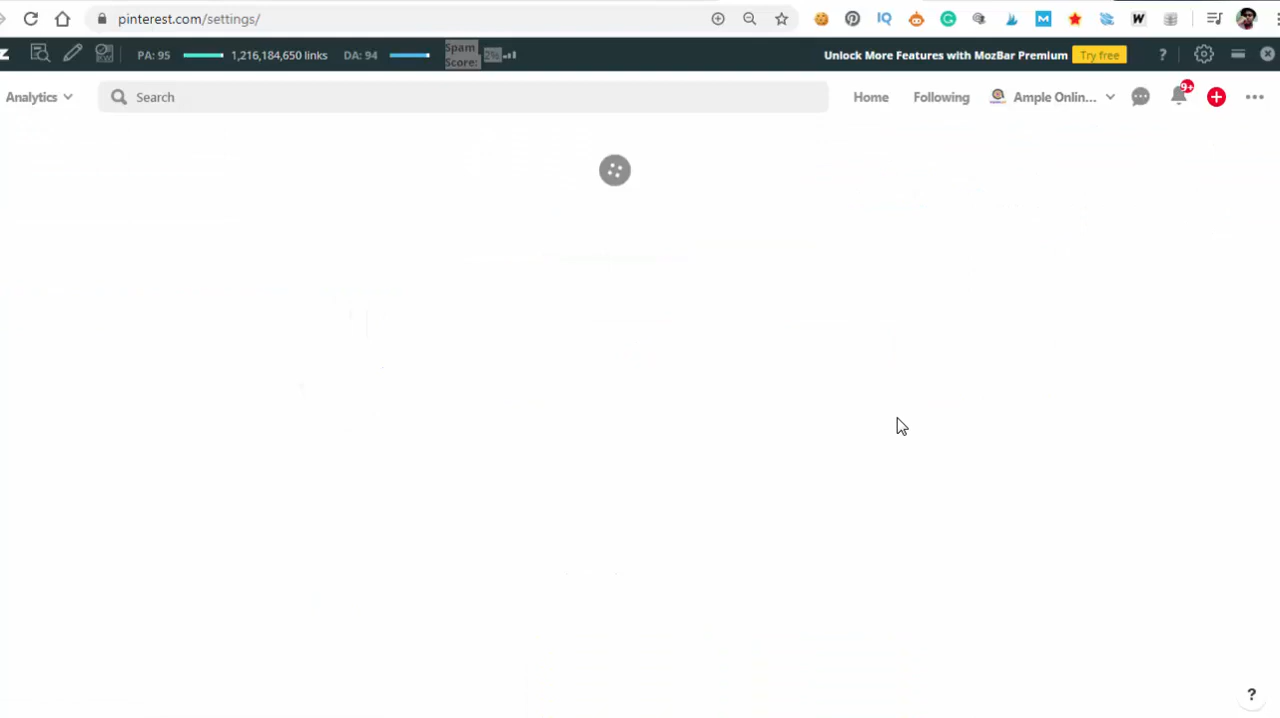 pinterest.com/settings/
PA: 95
1,216,184,650 links
DA: 94
Spam
Score:
2%
Unlock More Features with MozBar Premium
Try free
?
Analytics
Search
Home
Following
Ample Onlin...
9+
?